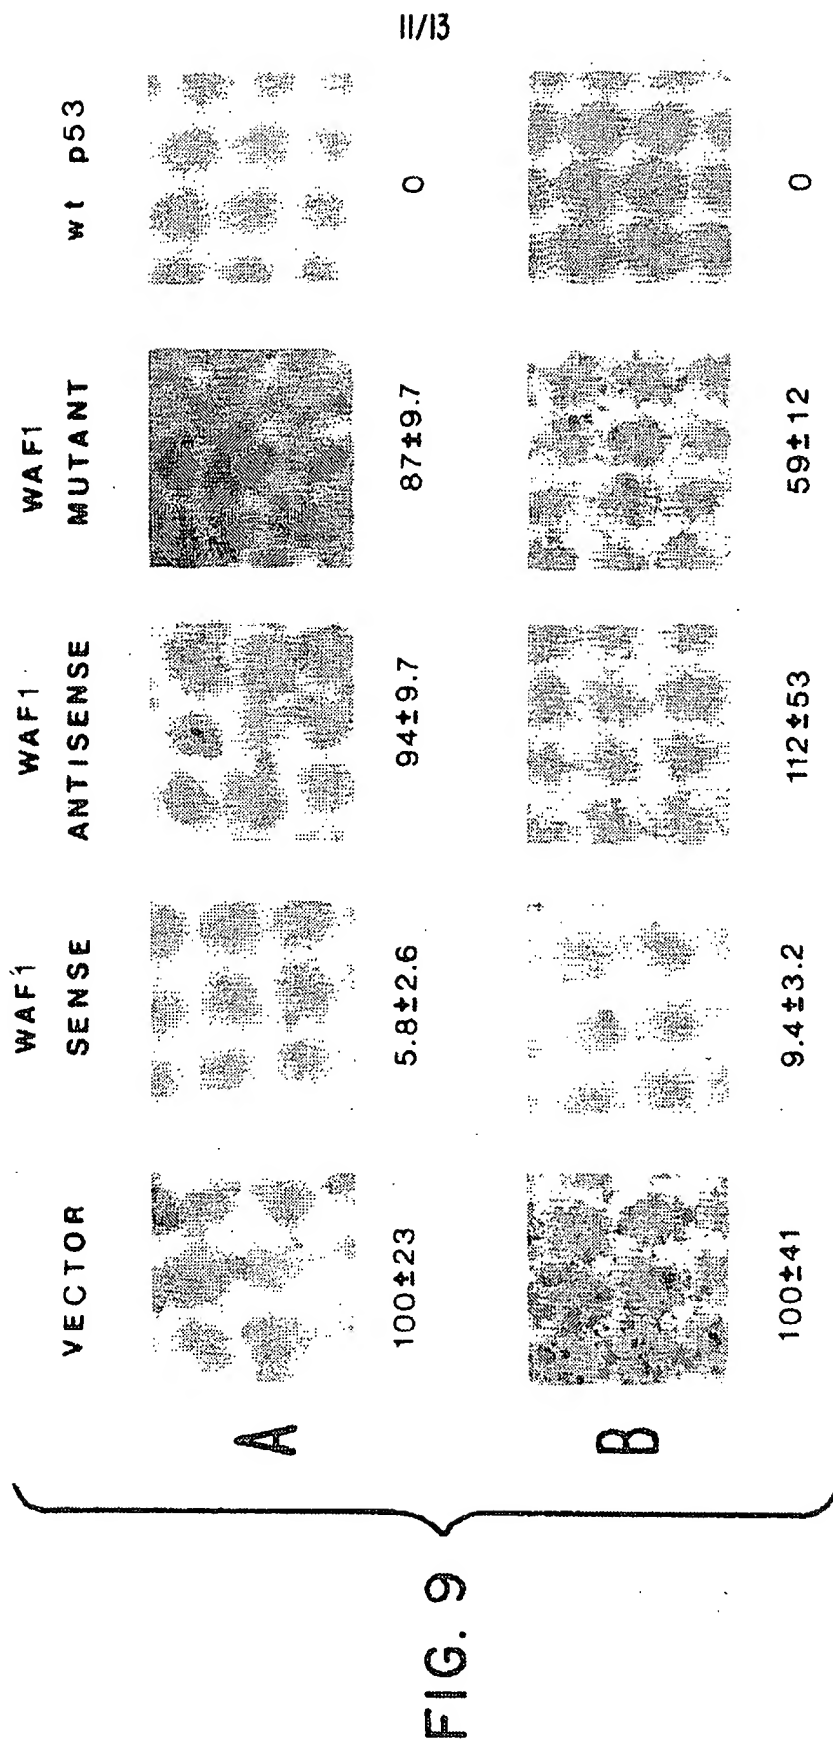 11/13
VECTOR
WAF1
SENSE
WAF1
ANTISENSE
WAF1
MUTANT
wt p53
A
100±23
5.8±2.6
94±9.7
87±9.7
0
B
100±41
9.4±3.2
112±53
59±12
0
FIG. 9